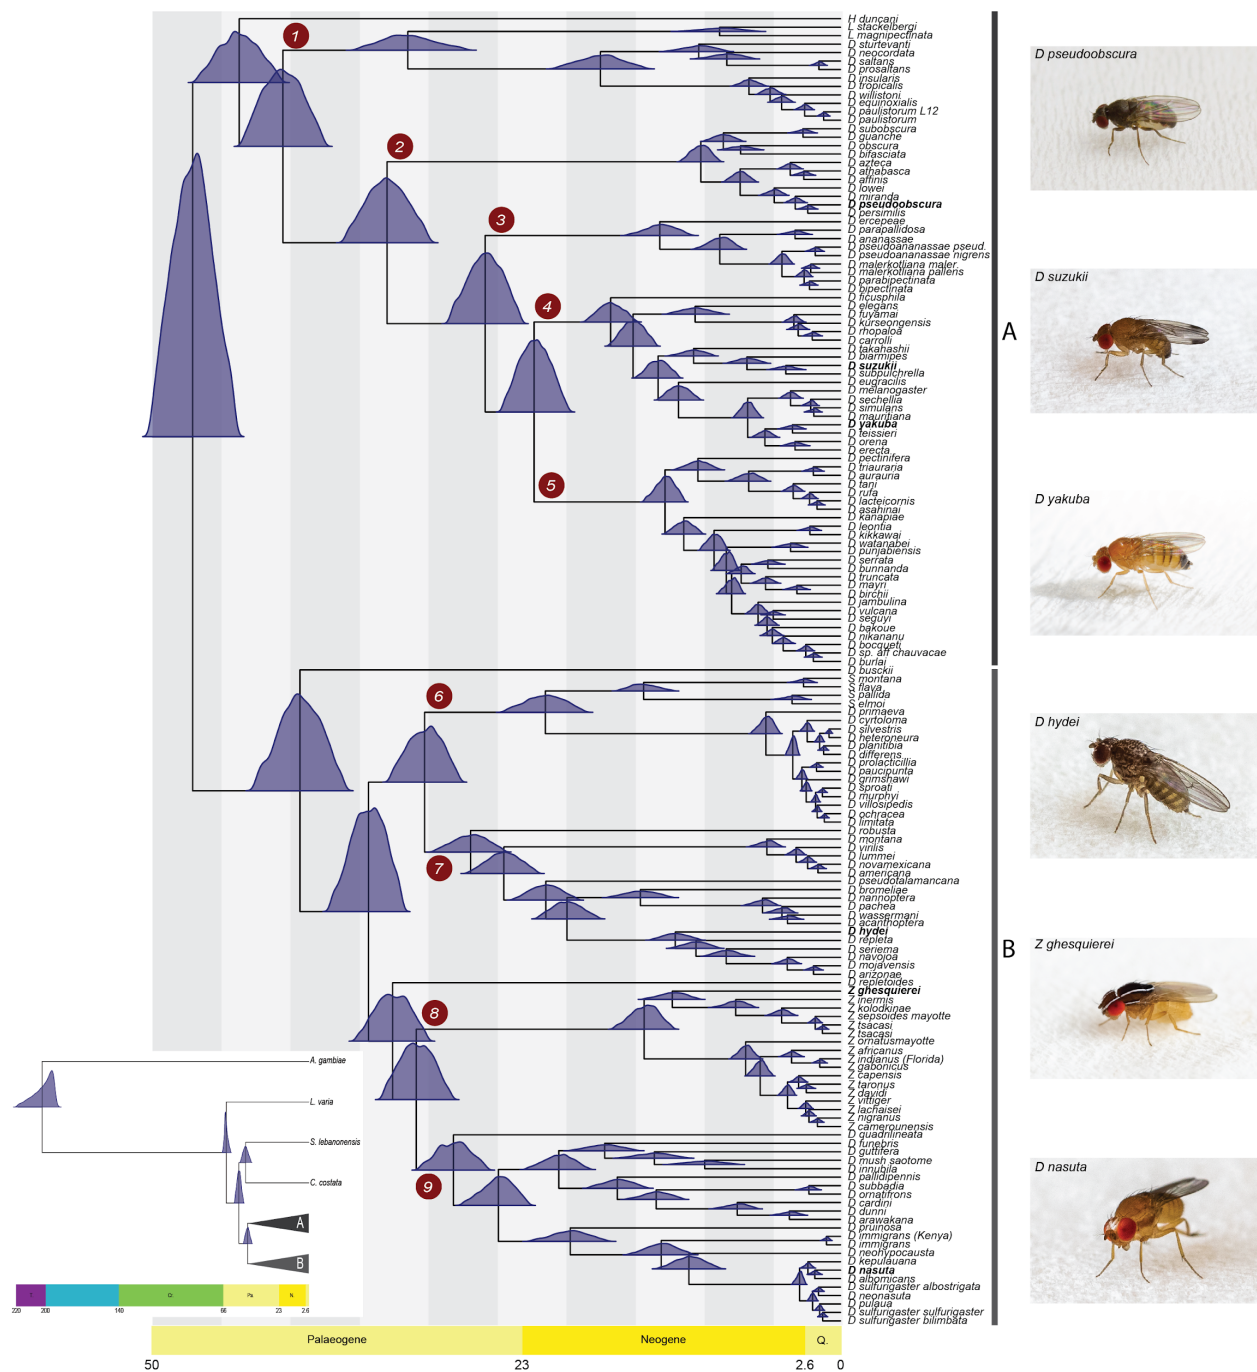 H duncani
L stackelbergi
L magnipectinata
D sturtevanti
D neocordata
D saltans
D prosaltans
D insularis
D tropicalis
D willistoni
D equinoxialis
D paulistorum L12
D paulistorum
D subobscura
D guanche
D obscura
D bifasciata
D azteca
D athabasca
D affinis
D lowei
D miranda
D pseudoobscura
D persimilis
D ercepeae
D parapallidosa
D ananassae
D pseudoananassae pseud.
D pseudoananassae nigrens
D malerkotliana maler.
D malerkotliana pallens
D parabipectinata
D bipectinata
D ficusphila
D elegans
D fuyamai
D kurseongensis
D rhopaloa
D carrolli
D takahashii
D biarmipes
D suzukii
D subpulchrella
D eugracilis
D melanogaster
D sechellia
D simulans
D mauritiana
D yakuba
D teissieri
D orena
D erecta
D pectinifera
D triauraria
D aurauria
D tani
D rufa
D lacteicornis
D asahinai
D kanapiae
D leontia
D kikkawai
D watanabei
D punjabiensis
D serrata
D bunnanda
D truncata
D mayri
D birchii
D jambulina
D vulcana
D seguyi
D bakoue
D nikananu
D bocqueti
D sp. aff chauvacae
D burlai
D busckii
S montana
S flava
S pallida
S elmoi
D primaeva
D cyrtoloma
D silvestris
D heteroneura
D planitibia
D differens
D prolacticillia
D paucipunta
D grimshawi
D sproati
D murphyi
D villosipedis
D ochracea
D limitata
D robusta
D montana
D virilis
D lummei
D novamexicana
D americana
D pseudotalamancana
D bromeliae
D nannoptera
D pachea
D wassermani
D acanthoptera
D hydei
D repleta
D seriema
D navojoa
D mojavensis
D arizonae
D repletoides
Z ghesquierei
Z inermis
Z kolodkinae
Z sepsoides mayotte
Z tsacasi
Z tsacasi
Z ornatusmayotte
Z africanus
Z indianus (Florida)
Z gabonicus
Z capensis
Z taronus
Z davidi
Z vittiger
Z lachaisei
Z nigranus
Z camerounensis
D quadrilineata
D funebris
D guttifera
D mush saotome
D innubila
D pallidipennis
D subbadia
D ornatifrons
D cardini
D dunni
D arawakana
D pruinosa
D immigrans (Kenya)
D immigrans
D neohypocausta
D kepulauana
D nasuta
D albomicans
D sulfurigaster albostrigata
D neonasuta
D pulaua
D sulfurigaster sulfurigaster
D sulfurigaster bilimbata
1
2
3
4
5
6
7
8
9
A
B
D pseudoobscura
D suzukii
D yakuba
D hydei
Z ghesquierei
D nasuta
A. gambiae
L. varia
S. lebanonensis
C. costata
A
B
Pa N
220 200 140 66 23 2.6
Palaeogene Neogene Q.
50 23 2.6 0